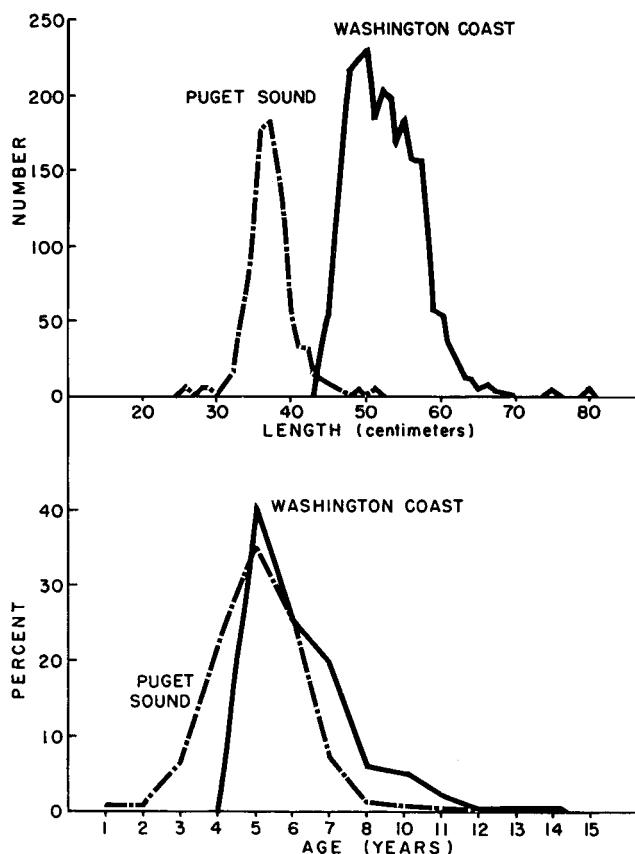 250
200
150
100
50
0
NUMBER
WASHINGTON COAST
PUGET SOUND
20 30 40 50 60 70 80
LENGTH (centimeters)
40
30
20
10
0
PERCENT
WASHINGTON COAST
PUGET
SOUND
1 2 3 4 5 6 7 8 10 11 12 13 14 15
AGE (YEARS)